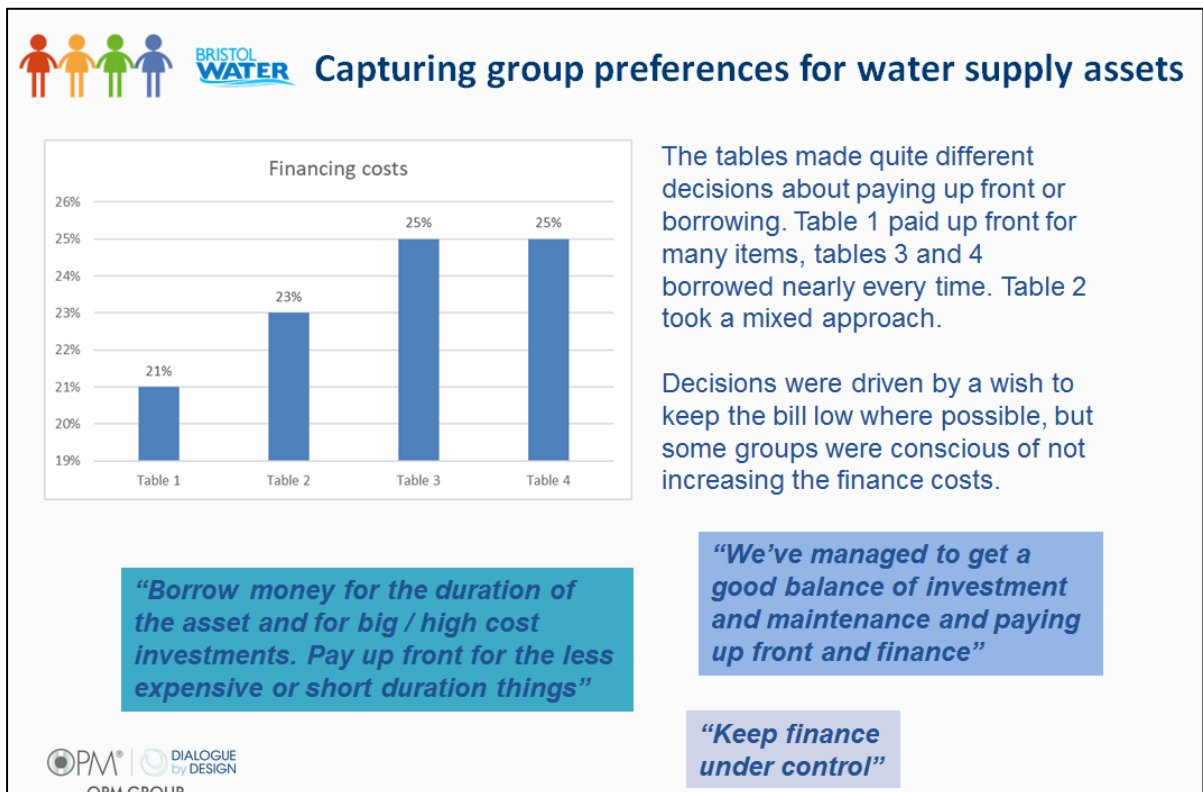 BRISTOL
WATER
Capturing group preferences for water supply assets
Financing costs
26%
25%
24%
23%
22%
21%
20%
19%
21%
23%
25%
25%
Table 1
Table 2
Table 3
Table 4
The tables made quite different
decisions about paying up front or
borrowing. Table 1 paid up front for
many items, tables 3 and 4
borrowed nearly every time. Table 2
took a mixed approach.
Decisions were driven by a wish to
keep the bill low where possible, but
some groups were conscious of not
increasing the finance costs.
“Borrow money for the duration of
the asset and for big / high cost
investments. Pay up front for the less
expensive or short duration things”
“We’ve managed to get a
good balance of investment
and maintenance and paying
up front and finance”
“Keep finance
under control”
OPM®
DIALOGUE
by DESIGN
OPM GROUP